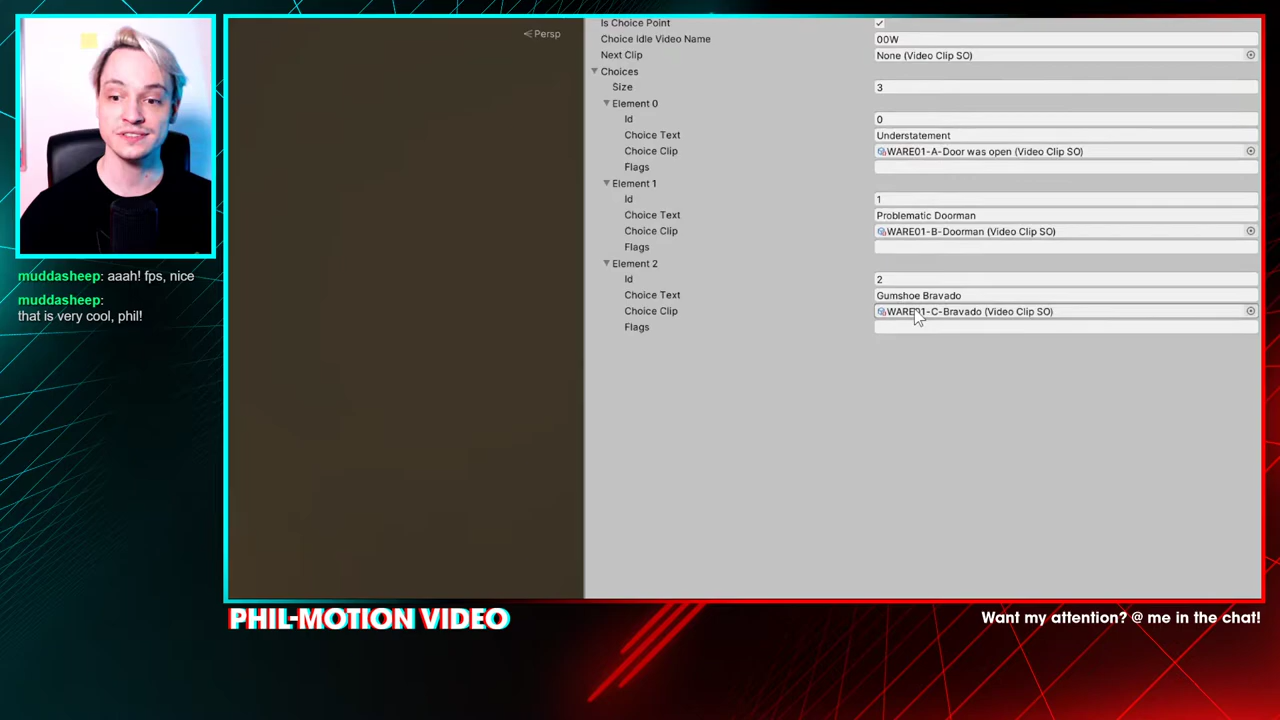 Persp
Is Choice Point
Choice Idle Video Name 00W
Next Clip None (Video Clip SO)
Choices
Size 3
Element 0
Id 0
Choice Text Understatement
Choice Clip WARE01-A-Door was open (Video Clip SO)
Flags
Element 1
Id 1
Choice Text Problematic Doorman
Choice Clip WARE01-B-Doorman (Video Clip SO)
Flags
Element 2
Id 2
Choice Text Gumshoe Bravado
Choice Clip WARE01-C-Bravado (Video Clip SO)
Flags
muddasheep: aaah! fps, nice
muddasheep:
that is very cool, phil!
PHIL-MOTION VIDEO
Want my attention? @ me in the chat!